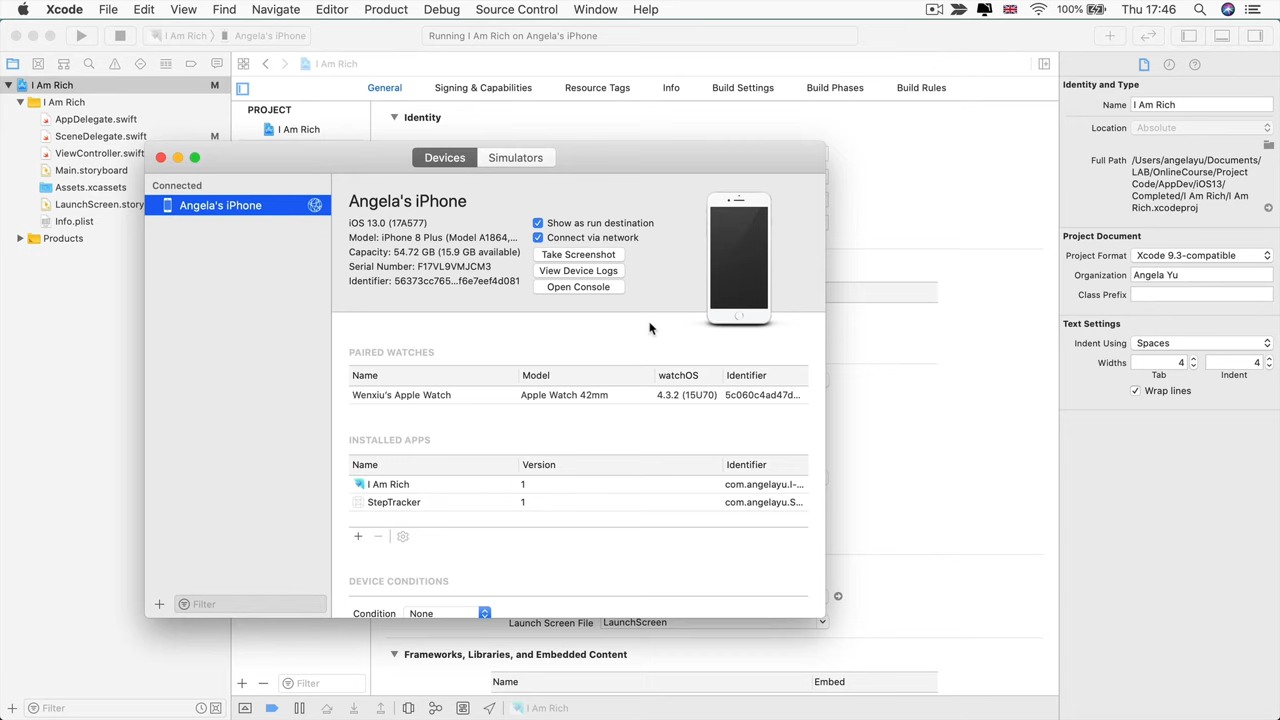 Xcode File Edit View Find Navigate Editor Product Debug Source Control Window Help 100% Thu 17:46
I Am Rich Angela's iPhone Running I Am Rich on Angela's iPhone
I Am Rich M
I Am Rich
AppDelegate.swift
SceneDelegate.swift M
ViewController.swift
Main.storyboard
Assets.xcassets
LaunchScreen.story
Info.plist
Products
I Am Rich
General Signing & Capabilities Resource Tags Info Build Settings Build Phases Build Rules
PROJECT
I Am Rich
Identity
Devices Simulators
Connected
Angela's iPhone
Angela's iPhone
iOS 13.0 (17A577)
Model: iPhone 8 Plus (Model A1864,...
Capacity: 54.72 GB (15.9 GB available)
Serial Number: F17VL9VMJCM3
Identifier: 56373cc765...f6e7eef4d081
Show as run destination
Connect via network
Take Screenshot
View Device Logs
Open Console
PAIRED WATCHES
Name Model watchOS Identifier
Wenxiu's Apple Watch Apple Watch 42mm 4.3.2 (15U70) 5c060c4ad47d...
INSTALLED APPS
Name Version Identifier
I Am Rich 1 com.angelayu.I-...
StepTracker 1 com.angelayu.S...
DEVICE CONDITIONS
Condition None
Filter
Launch Screen File LaunchScreen
Frameworks, Libraries, and Embedded Content
Name Embed
Filter
Filter
I Am Rich
Identity and Type
Name I Am Rich
Location Absolute
Full Path /Users/angelayu/Documents/
LAB/OnlineCourse/Project
Code/AppDev/iOS13/
Completed/I Am Rich/I Am
Rich.xcodeproj
Project Document
Project Format Xcode 9.3-compatible
Organization Angela Yu
Class Prefix
Text Settings
Indent Using Spaces
Widths 4 4
Tab Indent
Wrap lines